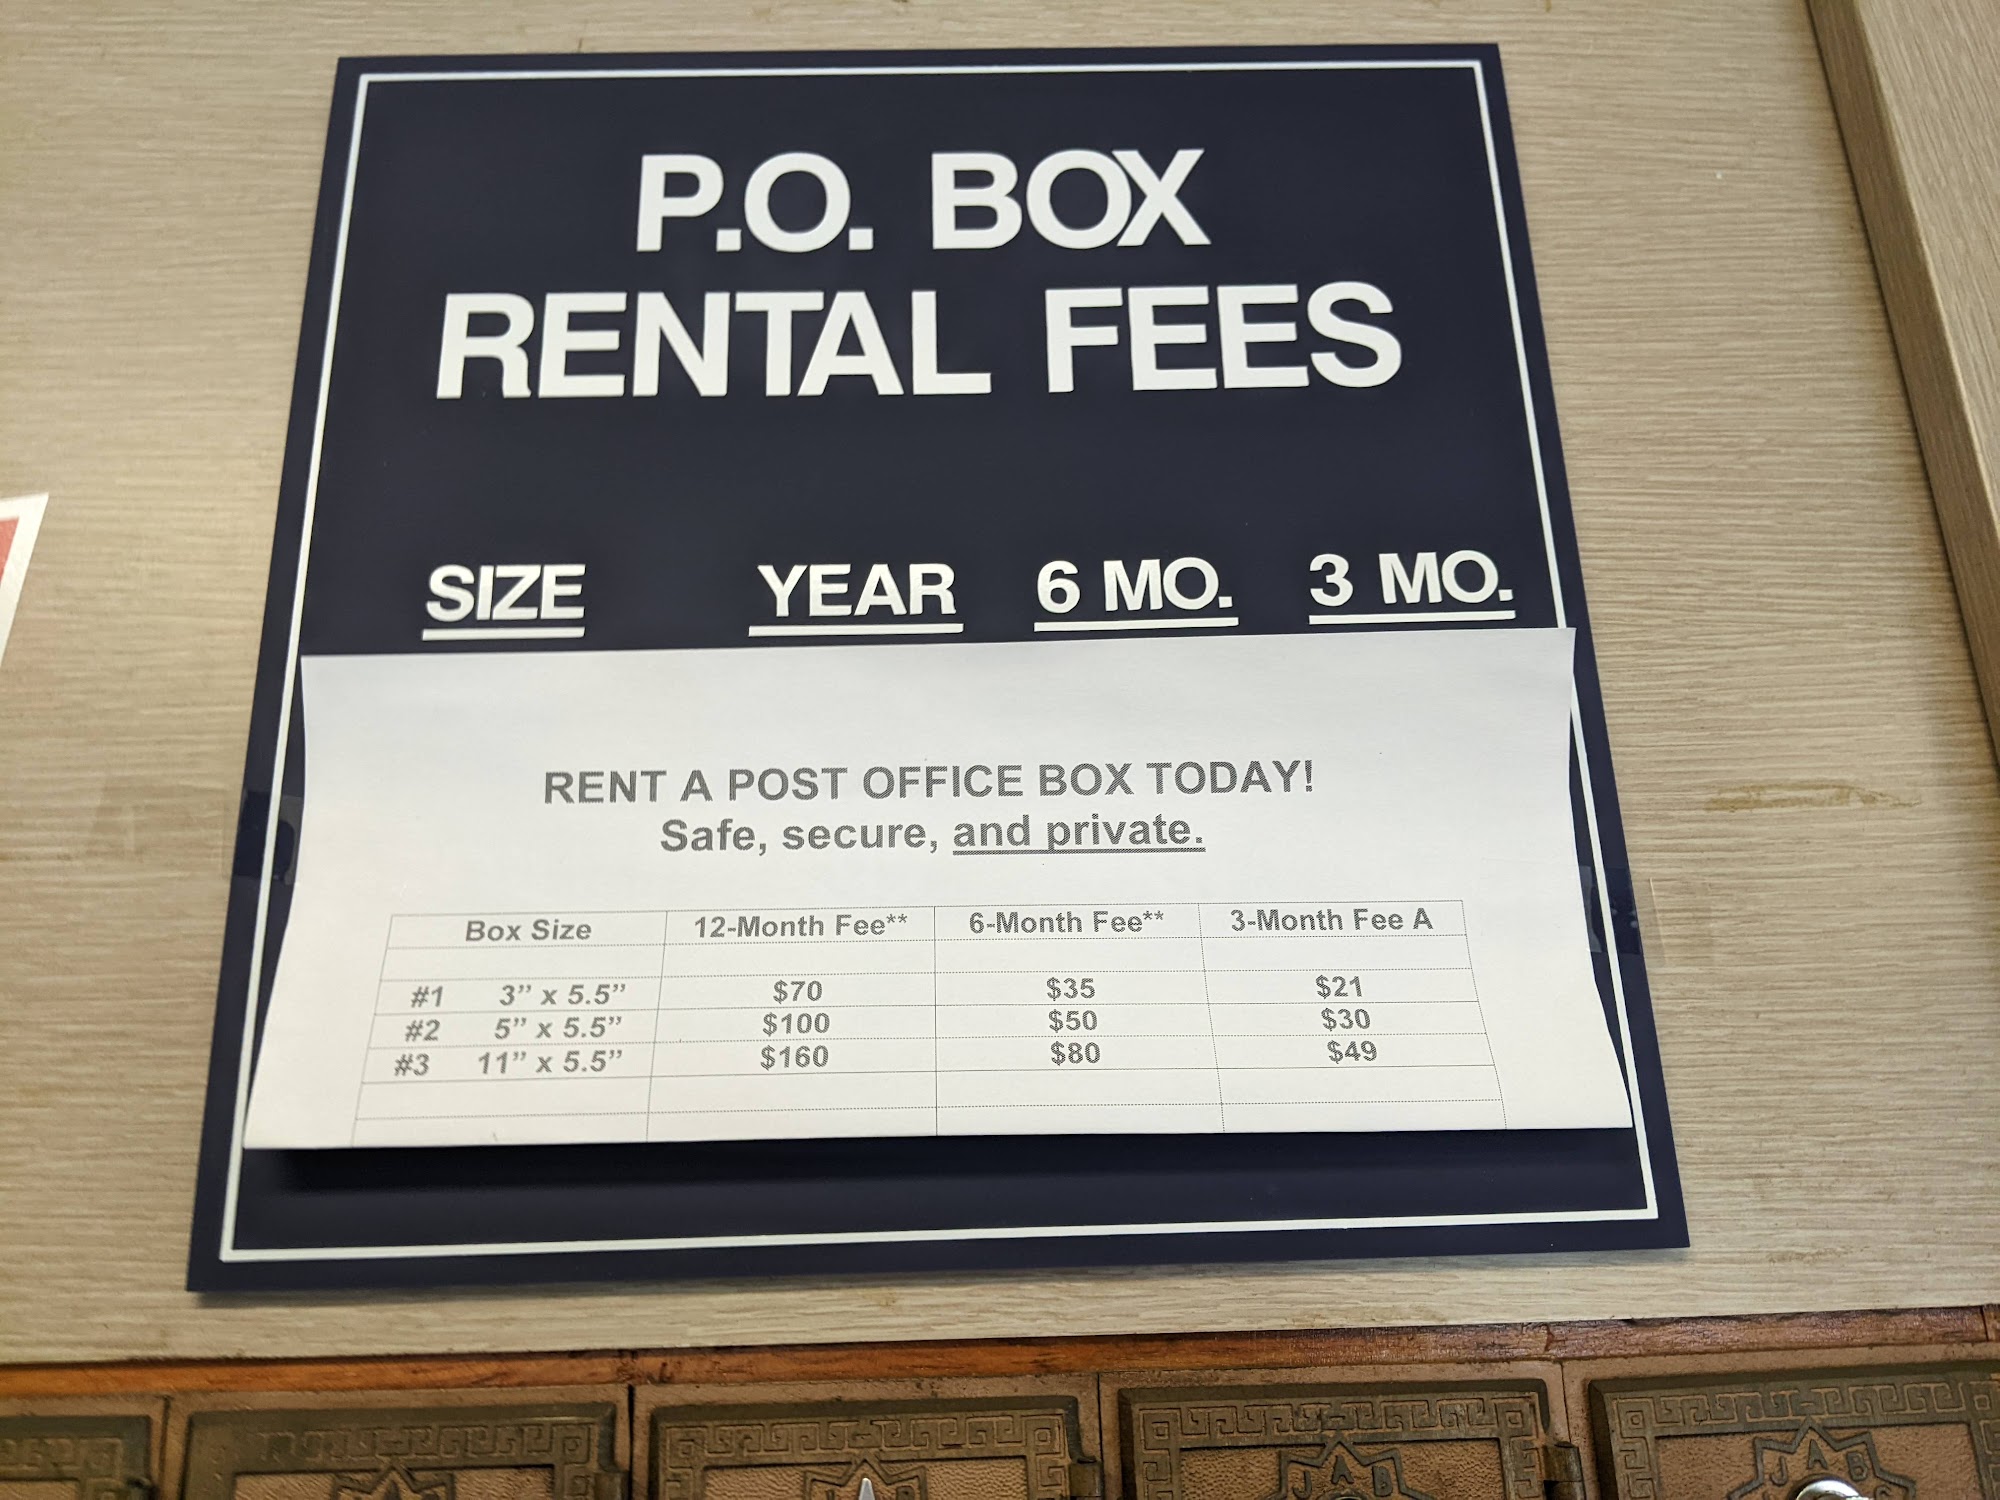 P.O. BOX
RENTAL FEES
SIZE YEAR 6 MO. 3 MO.
RENT A POST OFFICE BOX TODAY!
Safe, secure, and private.
Box Size 12-Month Fee** 6-Month Fee** 3-Month Fee A
#1 3” x 5.5” $70 $35 $21
#2 5” x 5.5” $100 $50 $30
#3 11” x 5.5” $160 $80 $49
JAB JAB